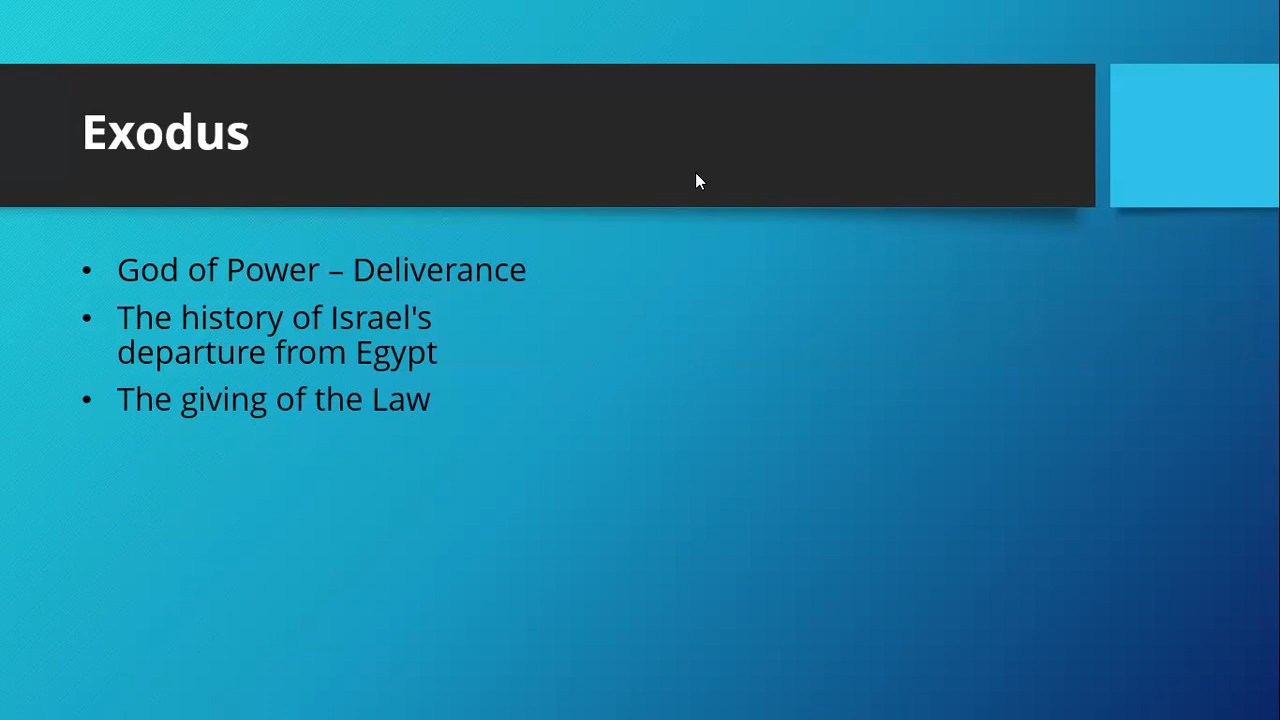 Exodus
• God of Power – Deliverance
• The history of Israel's
departure from Egypt
• The giving of the Law